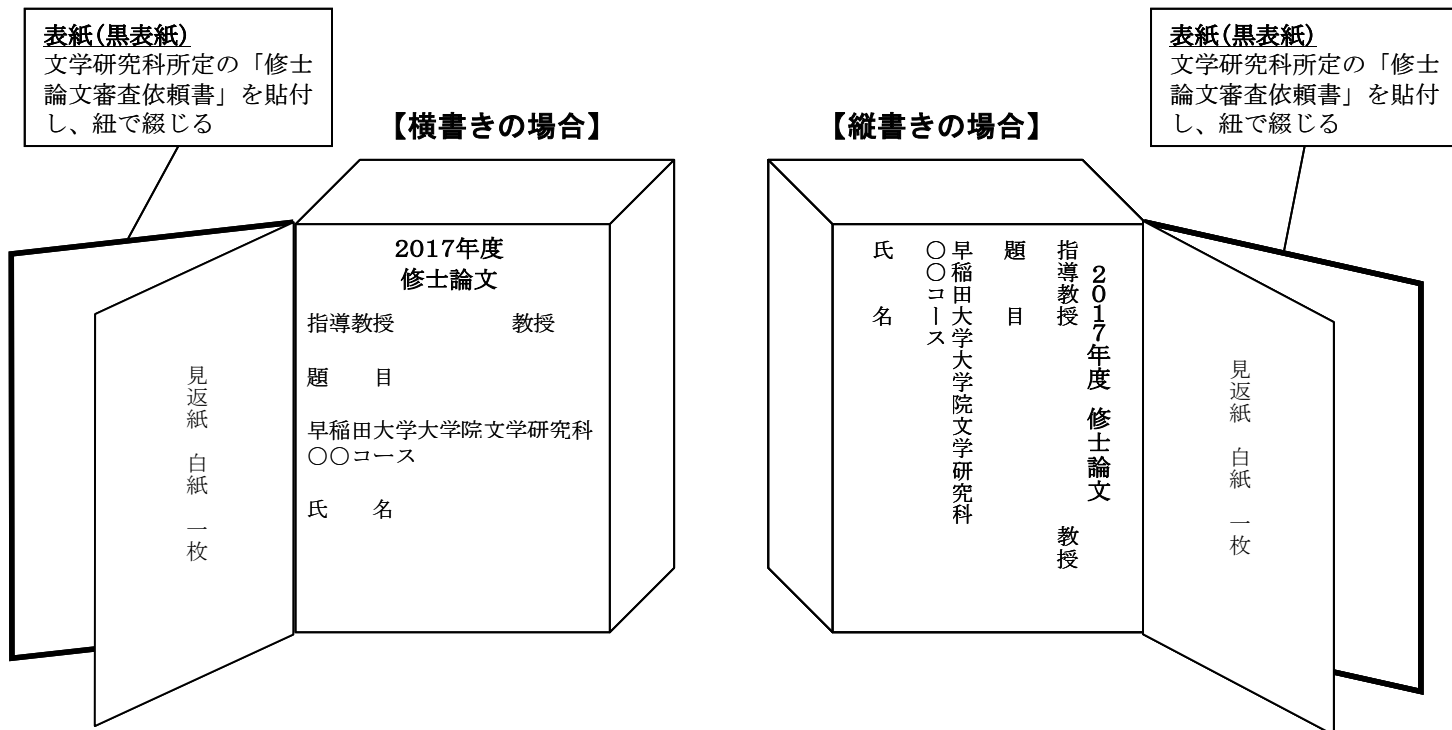 表紙(黒表紙)
文学研究科所定の「修士
論文審査依頼書」を貼付
し、紐で綴じる
【横書きの場合】
2017年度
修士論文
指導教授　　　　　教授
題　　目
早稲田大学大学院文学研究科
〇〇コース
氏　　名
見返紙　白紙　一枚
表紙(黒表紙)
文学研究科所定の「修士
論文審査依頼書」を貼付
し、紐で綴じる
【縦書きの場合】
2017年度　修士論文
指導教授　　　　　教授
題　　目
早稲田大学大学院文学研究科
〇〇コース
氏　　名
見返紙　白紙　一枚